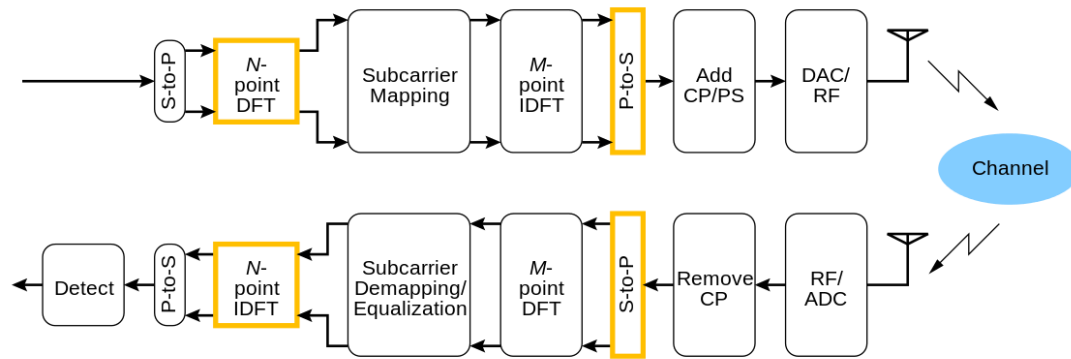 S-to-P
N-
point
DFT
Subcarrier
Mapping
M-
point
IDFT
P-to-S
Add
CP/PS
DAC/
RF
Channel
Detect
P-to-S
N-
point
IDFT
Subcarrier
Demapping/
Equalization
M-
point
DFT
S-to-P
Remove
CP
RF/
ADC